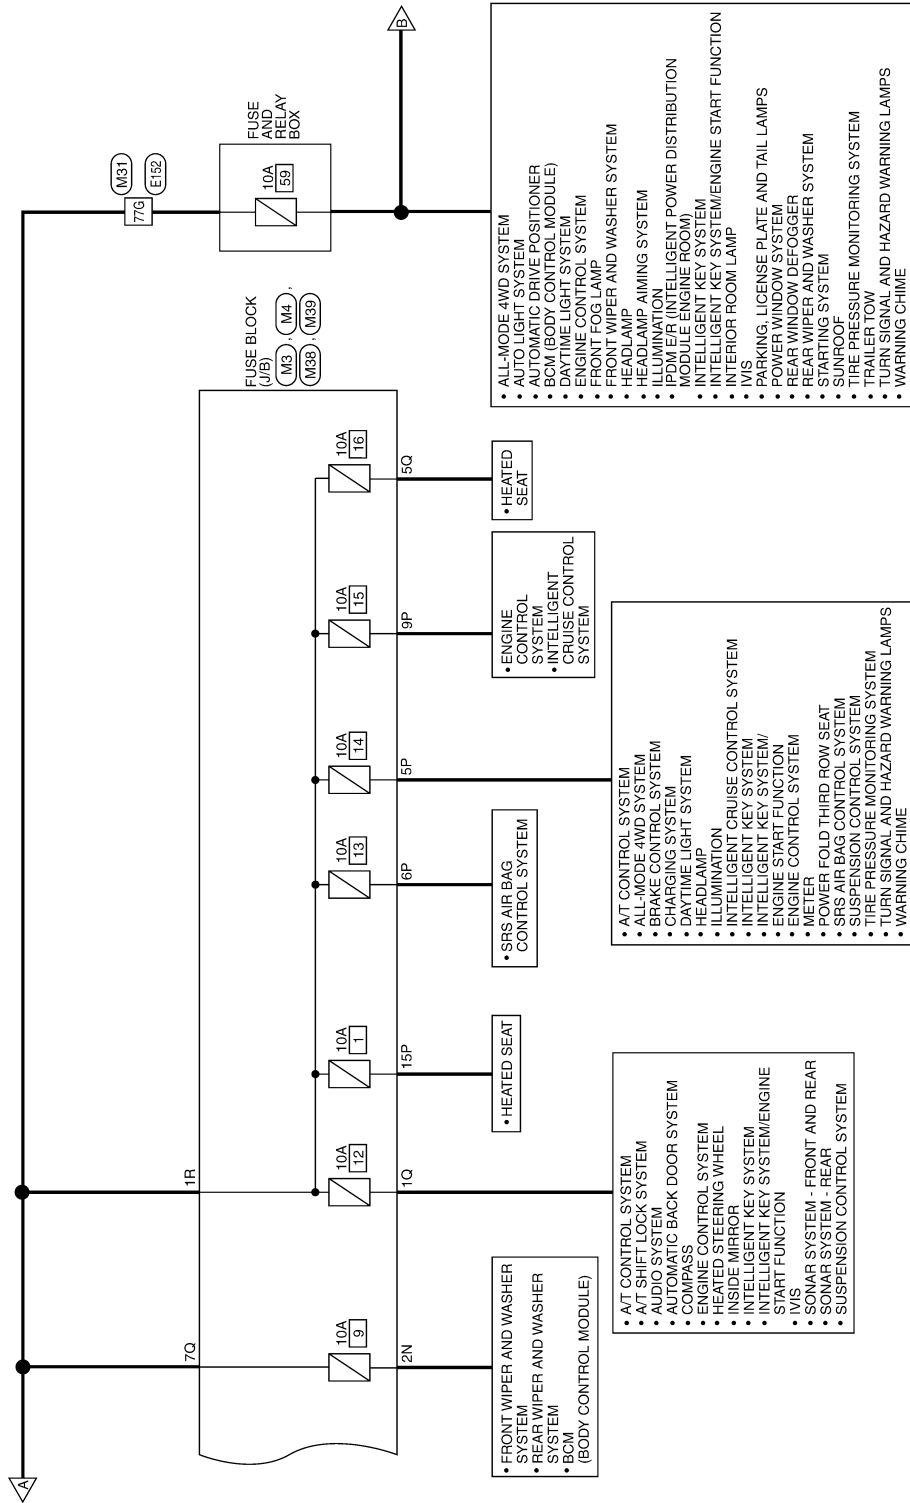 A
7Q
1R
77G
M31
E152
FUSE
AND
RELAY
BOX
10A
59
B
FUSE BLOCK
(J/B)
M3 , M4 ,
M38 , M39
10A
9
10A
12
10A
1
10A
13
10A
14
10A
15
10A
16
2N
1Q
15P
6P
5P
9P
5Q
• FRONT WIPER AND WASHER
SYSTEM
• REAR WIPER AND WASHER
SYSTEM
• BCM
(BODY CONTROL MODULE)
• A/T CONTROL SYSTEM
• A/T SHIFT LOCK SYSTEM
• AUDIO SYSTEM
• AUTOMATIC BACK DOOR SYSTEM
• COMPASS
• ENGINE CONTROL SYSTEM
• HEATED STEERING WHEEL
• INSIDE MIRROR
• INTELLIGENT KEY SYSTEM
• INTELLIGENT KEY SYSTEM/ENGINE
START FUNCTION
• IVIS
• SONAR SYSTEM - FRONT AND REAR
• SONAR SYSTEM - REAR
• SUSPENSION CONTROL SYSTEM
• HEATED SEAT
• SRS AIR BAG
CONTROL SYSTEM
• A/T CONTROL SYSTEM
• ALL-MODE 4WD SYSTEM
• BRAKE CONTROL SYSTEM
• CHARGING SYSTEM
• DAYTIME LIGHT SYSTEM
• HEADLAMP
• ILLUMINATION
• INTELLIGENT CRUISE CONTROL SYSTEM
• INTELLIGENT KEY SYSTEM
• INTELLIGENT KEY SYSTEM/
ENGINE START FUNCTION
• ENGINE CONTROL SYSTEM
• METER
• POWER FOLD THIRD ROW SEAT
• SRS AIR BAG CONTROL SYSTEM
• SUSPENSION CONTROL SYSTEM
• TIRE PRESSURE MONITORING SYSTEM
• TURN SIGNAL AND HAZARD WARNING LAMPS
• WARNING CHIME
• ENGINE
CONTROL
SYSTEM
• INTELLIGENT
CRUISE CONTROL
SYSTEM
• HEATED
SEAT
• ALL-MODE 4WD SYSTEM
• AUTO LIGHT SYSTEM
• AUTOMATIC DRIVE POSITIONER
• BCM (BODY CONTROL MODULE)
• DAYTIME LIGHT SYSTEM
• ENGINE CONTROL SYSTEM
• FRONT FOG LAMP
• FRONT WIPER AND WASHER SYSTEM
• HEADLAMP
• HEADLAMP AIMING SYSTEM
• ILLUMINATION
• IPDM E/R (INTELLIGENT POWER DISTRIBUTION
MODULE ENGINE ROOM)
• INTELLIGENT KEY SYSTEM
• INTELLIGENT KEY SYSTEM/ENGINE START FUNCTION
• INTERIOR ROOM LAMP
• IVIS
• PARKING, LICENSE PLATE AND TAIL LAMPS
• POWER WINDOW SYSTEM
• REAR WINDOW DEFOGGER
• REAR WIPER AND WASHER SYSTEM
• STARTING SYSTEM
• SUNROOF
• TIRE PRESSURE MONITORING SYSTEM
• TRAILER TOW
• TURN SIGNAL AND HAZARD WARNING LAMPS
• WARNING CHIME